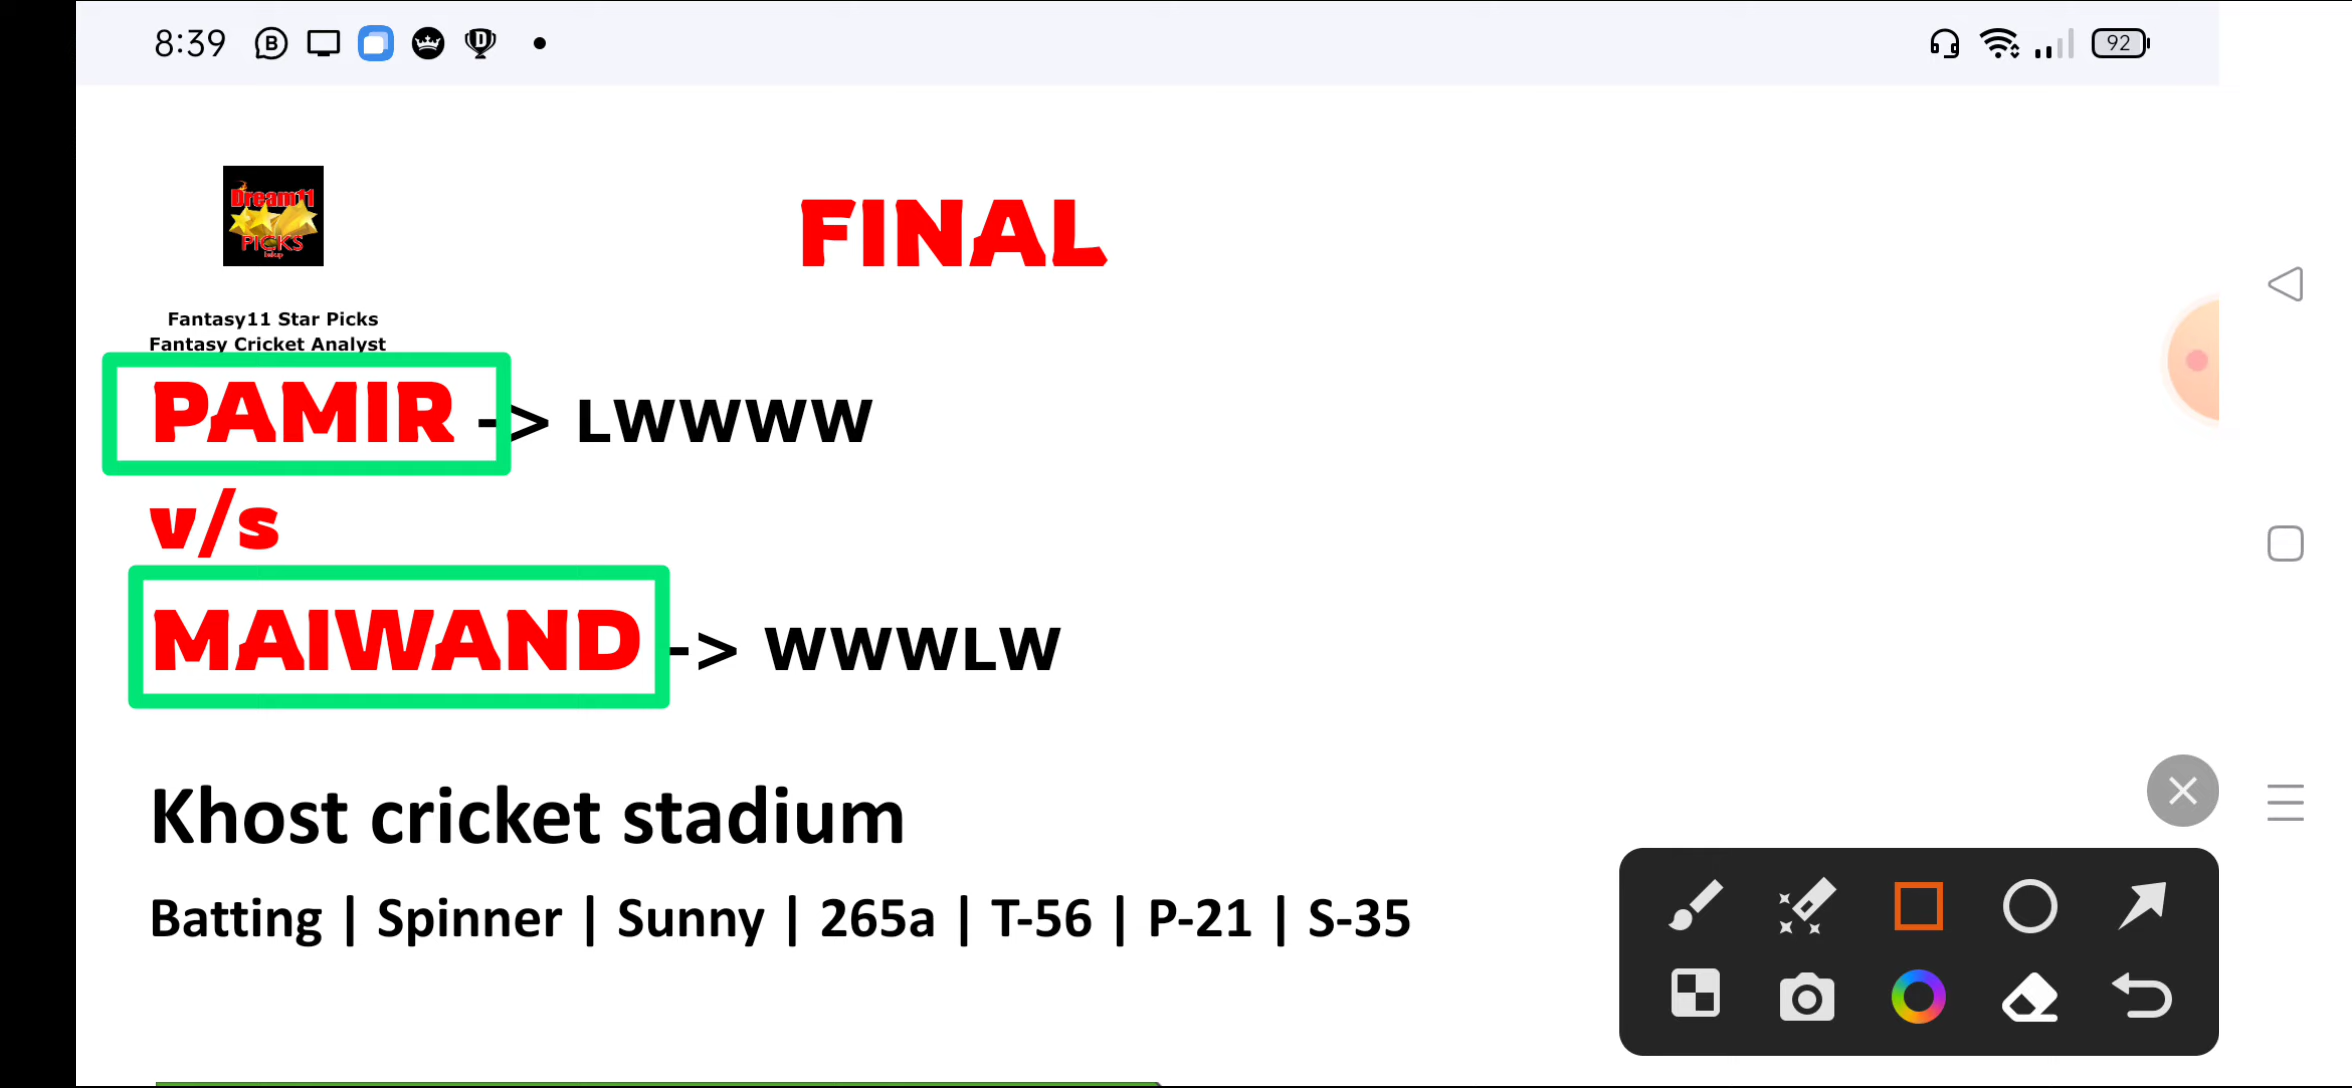 8:39
92
Dream11
PICKS
FINAL
Fantasy11 Star Picks
Fantasy Cricket Analyst
PAMIR -> LWWWW
v/s
MAIWAND -> WWWLW
Khost cricket stadium
Batting | Spinner | Sunny | 265a | T-56 | P-21 | S-35